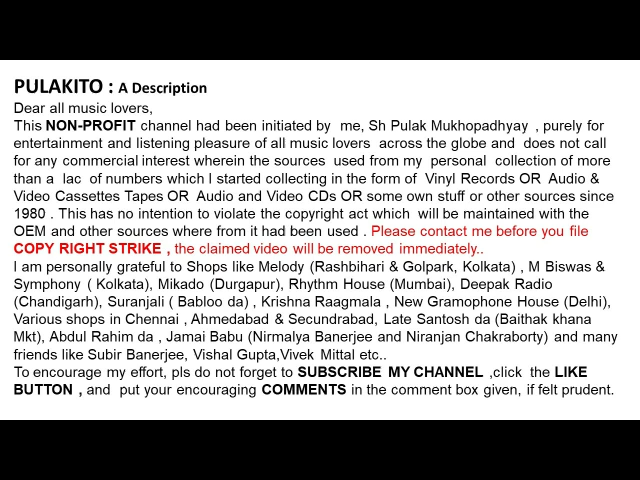 PULAKITO : A Description
Dear all music lovers,
This NON-PROFIT channel had been initiated by me, Sh Pulak Mukhopadhyay , purely for
entertainment and listening pleasure of all music lovers across the globe and does not call
for any commercial interest wherein the sources used from my personal collection of more
than a lac of numbers which I started collecting in the form of Vinyl Records OR Audio &
Video Cassettes Tapes OR Audio and Video CDs OR some own stuff or other sources since
1980 . This has no intention to violate the copyright act which will be maintained with the
OEM and other sources where from it had been used . Please contact me before you file
COPY RIGHT STRIKE , the claimed video will be removed immediately..
I am personally grateful to Shops like Melody (Rashbihari & Golpark, Kolkata) , M Biswas &
Symphony ( Kolkata), Mikado (Durgapur), Rhythm House (Mumbai), Deepak Radio
(Chandigarh), Suranjali ( Babloo da) , Krishna Raagmala , New Gramophone House (Delhi),
Various shops in Chennai , Ahmedabad & Secundrabad, Late Santosh da (Baithak khana
Mkt), Abdul Rahim da , Jamai Babu (Nirmalya Banerjee and Niranjan Chakraborty) and many
friends like Subir Banerjee, Vishal Gupta,Vivek Mittal etc..
To encourage my effort, pls do not forget to SUBSCRIBE MY CHANNEL ,click the LIKE
BUTTON , and put your encouraging COMMENTS in the comment box given, if felt prudent.